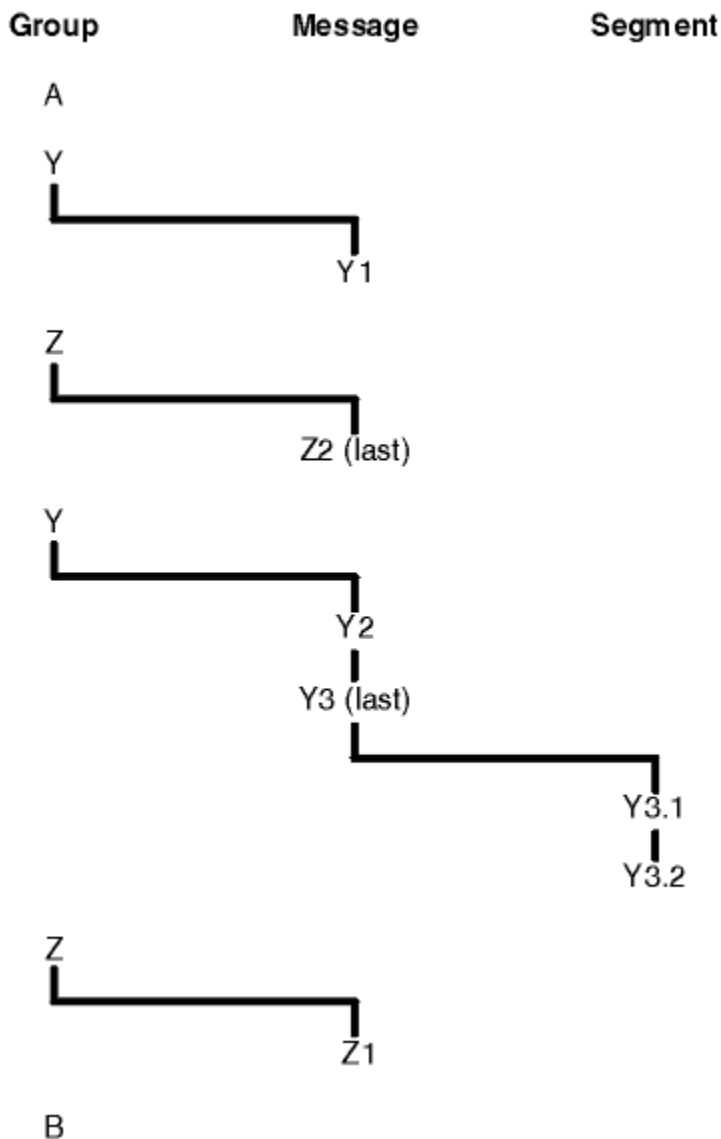 Group Message Segment
A
Y
Y1
Z
Z2 (last)
Y
Y2
Y3 (last)
Y3.1
Y3.2
Z
Z1
B